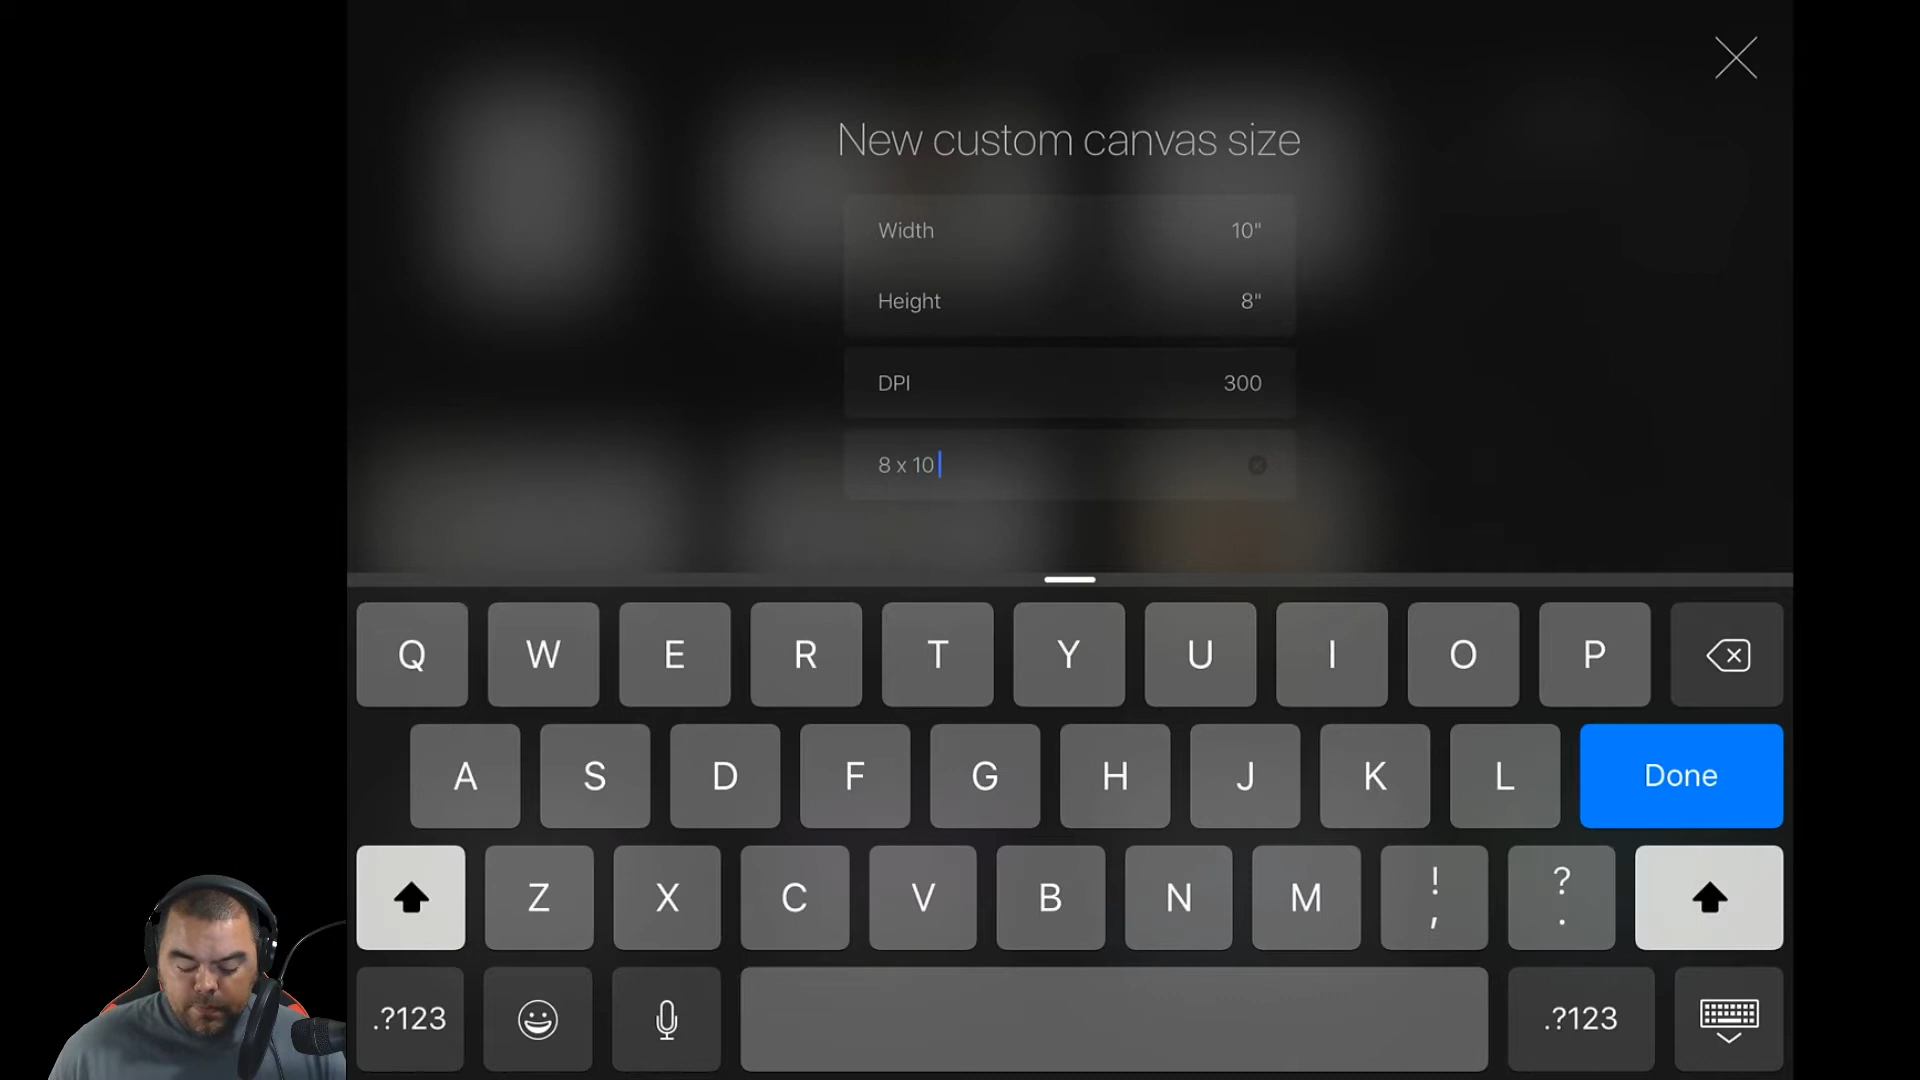 New custom canvas size
Width 10"
Height 8"
DPI 300
8 x 10
Q W E R T Y U I O P
A S D F G H J K L Done
Z X C V B N M ! , ? .
.?123 .?123